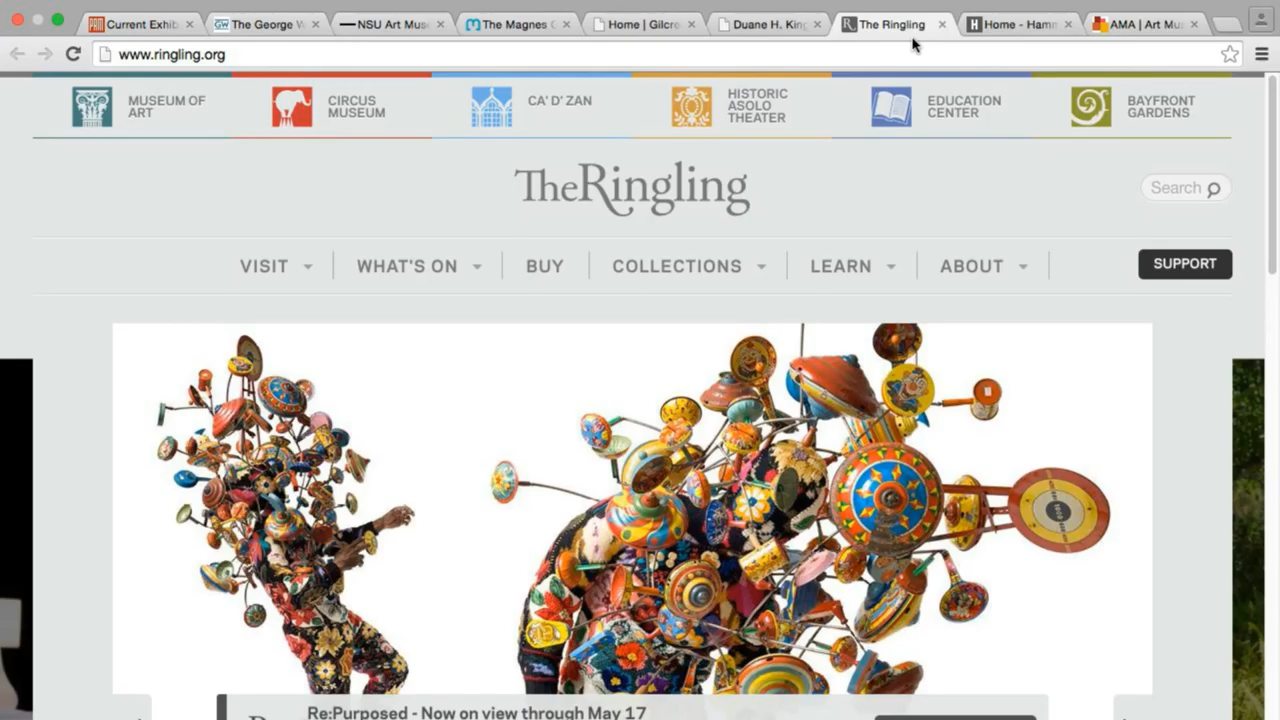 Current Exhib
The George W
NSU Art Mus
The Magnes C
Home | Gilcre
Duane H. King
The Ringling
Home - Hamm
AMA | Art Mu
www.ringling.org
MUSEUM OF
ART
CIRCUS
MUSEUM
CA' D' ZAN
HISTORIC
ASOLO
THEATER
EDUCATION
CENTER
BAYFRONT
GARDENS
TheRingling
Search
VISIT
WHAT'S ON
BUY
COLLECTIONS
LEARN
ABOUT
SUPPORT
Re:Purposed - Now on view through May 17